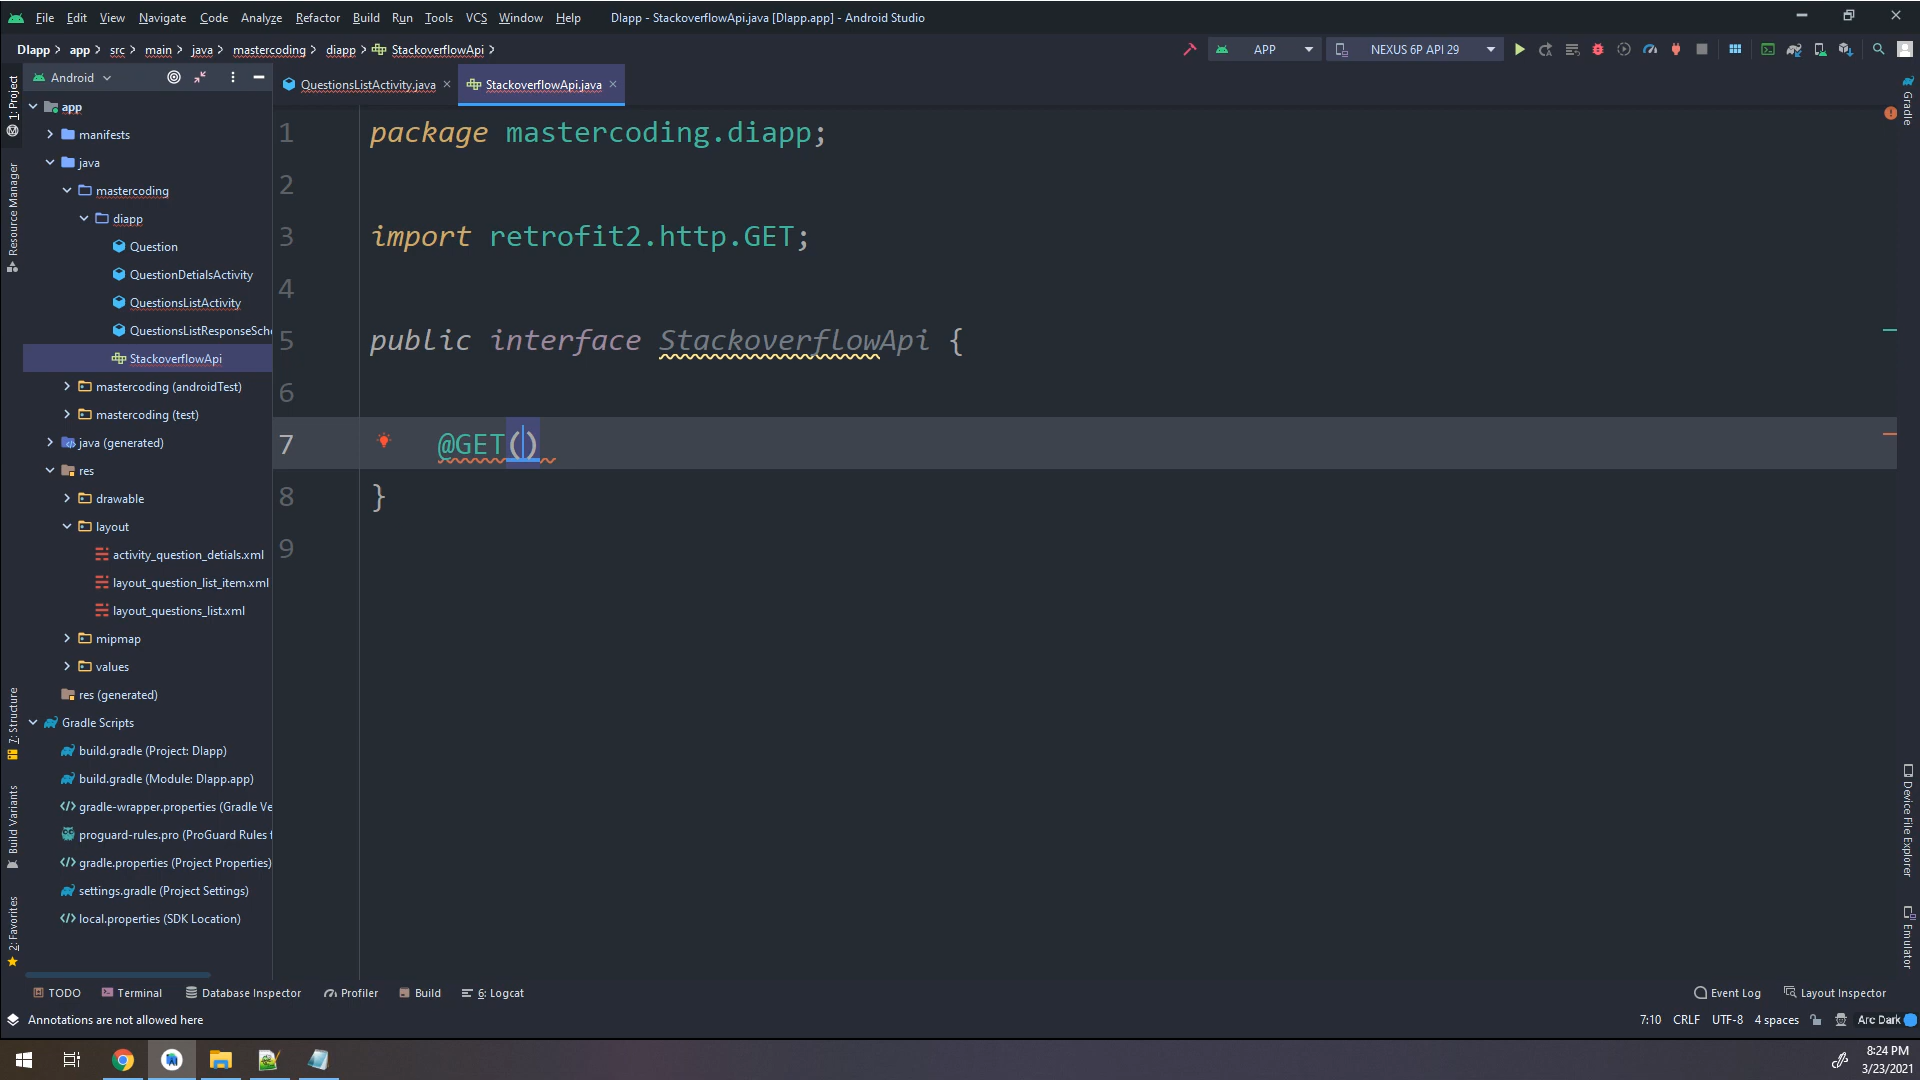 File Edit View Navigate Code Analyze Refactor Build Run Tools VCS Window Help DIapp - StackoverflowApi.java [DIapp.app] - Android Studio
DIapp app src main java mastercoding diapp StackoverflowApi APP NEXUS 6P API 29
Android
QuestionsListActivity.java StackoverflowApi.java
1: Project
Resource Manager
7: Structure
Build Variants
2: Favorites
app
manifests
java
mastercoding
diapp
Question
QuestionDetialsActivity
QuestionsListActivity
QuestionsListResponseSche
StackoverflowApi
mastercoding (androidTest)
mastercoding (test)
java (generated)
res
drawable
layout
activity_question_detials.xml
layout_question_list_item.xml
layout_questions_list.xml
mipmap
values
res (generated)
Gradle Scripts
build.gradle (Project: DIapp)
build.gradle (Module: DIapp.app)
gradle-wrapper.properties (Gradle Ve
proguard-rules.pro (ProGuard Rules f
gradle.properties (Project Properties)
settings.gradle (Project Settings)
local.properties (SDK Location)
1 package mastercoding.diapp;
2
3 import retrofit2.http.GET;
4
5 public interface StackoverflowApi {
6
7 @GET()
8 }
9
Gradle
Device File Explorer
Emulator
TODO Terminal Database Inspector Profiler Build 6: Logcat Event Log Layout Inspector
Annotations are not allowed here 7:10 CRLF UTF-8 4 spaces Arc Dark
8:24 PM
3/23/2021